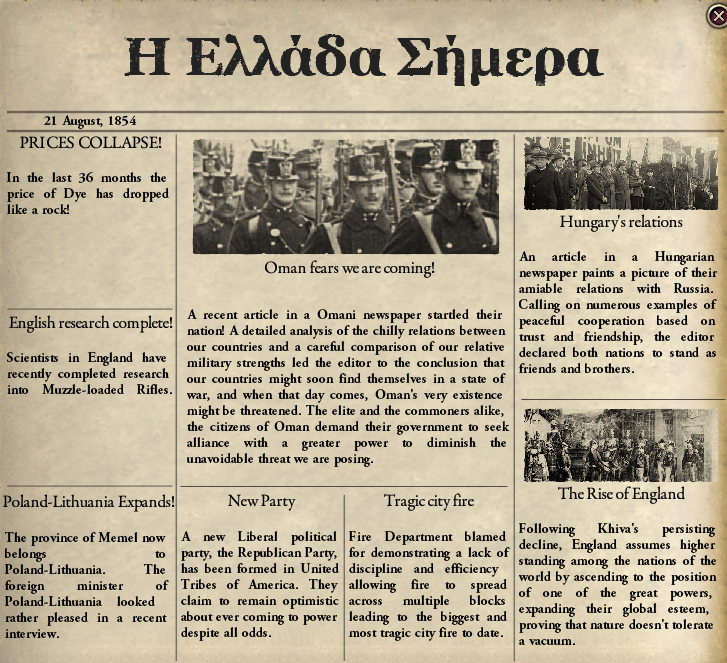 Η Ελλάδα Σήμερα
21 August, 1854
PRICES COLLAPSE!
In the last 36 months the
price of Dye has dropped
like a rock!
English research complete!
Scientists in England have
recently completed research
into Muzzle-loaded Rifles.
Poland-Lithuania Expands!
The province of Memel now
belongs to
Poland-Lithuania. The
foreign minister of
Poland-Lithuania looked
rather pleased in a recent
interview.
Oman fears we are coming!
A recent article in a Omani newspaper startled their
nation! A detailed analysis of the chilly relations between
our countries and a careful comparison of our relative
military strengths led the editor to the conclusion that
our countries might soon find themselves in a state of
war, and when that day comes, Oman's very existence
might be threatened. The elite and the commoners alike,
the citizens of Oman demand their government to seek
alliance with a greater power to diminish the
unavoidable threat we are posing.
New Party
A new Liberal political
party, the Republican Party,
has been formed in United
Tribes of America. They
claim to remain optimistic
about ever coming to power
despite all odds.
Tragic city fire
Fire Department blamed
for demonstrating a lack of
discipline and efficiency
allowing fire to spread
across multiple blocks
leading to the biggest and
most tragic city fire to date.
Hungary's relations
An article in a Hungarian
newspaper paints a picture of their
amiable relations with Russia.
Calling on numerous examples of
peaceful cooperation based on
trust and friendship, the editor
declared both nations to stand as
friends and brothers.
The Rise of England
Following Khiva's persisting
decline, England assumes higher
standing among the nations of the
world by ascending to the position
of one of the great powers,
expanding their global esteem,
proving that nature doesn't tolerate
a vacuum.